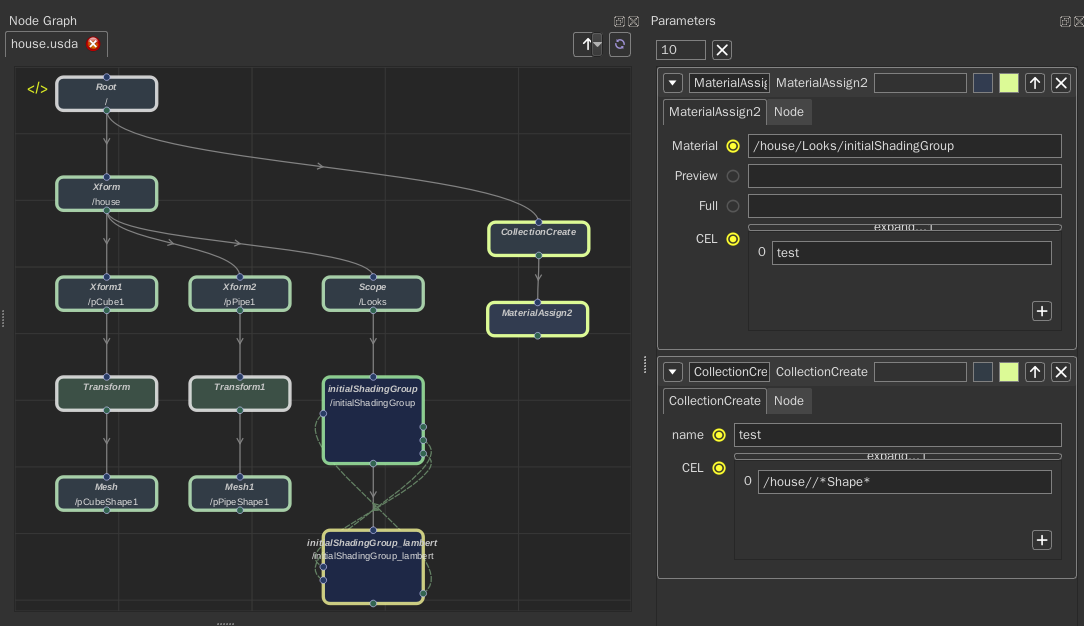 Node Graph
house.usda
</>
Root
/
Xform
/house
CollectionCreate
Xform1
/pCube1
Xform2
/pPipe1
Scope
/Looks
MaterialAssign2
Transform
Transform1
initialShadingGroup
/initialShadingGroup
Mesh
/pCubeShape1
Mesh1
/pPipeShape1
initialShadingGroup_lambert
/initialShadingGroup_lambert
Parameters
10
MaterialAssig MaterialAssign2
MaterialAssign2 Node
Material /house/Looks/initialShadingGroup
Preview
Full
CEL
expand...]
0 test
+
CollectionCre CollectionCreate
CollectionCreate Node
name test
CEL
expand...]
0 /house//*Shape*
+